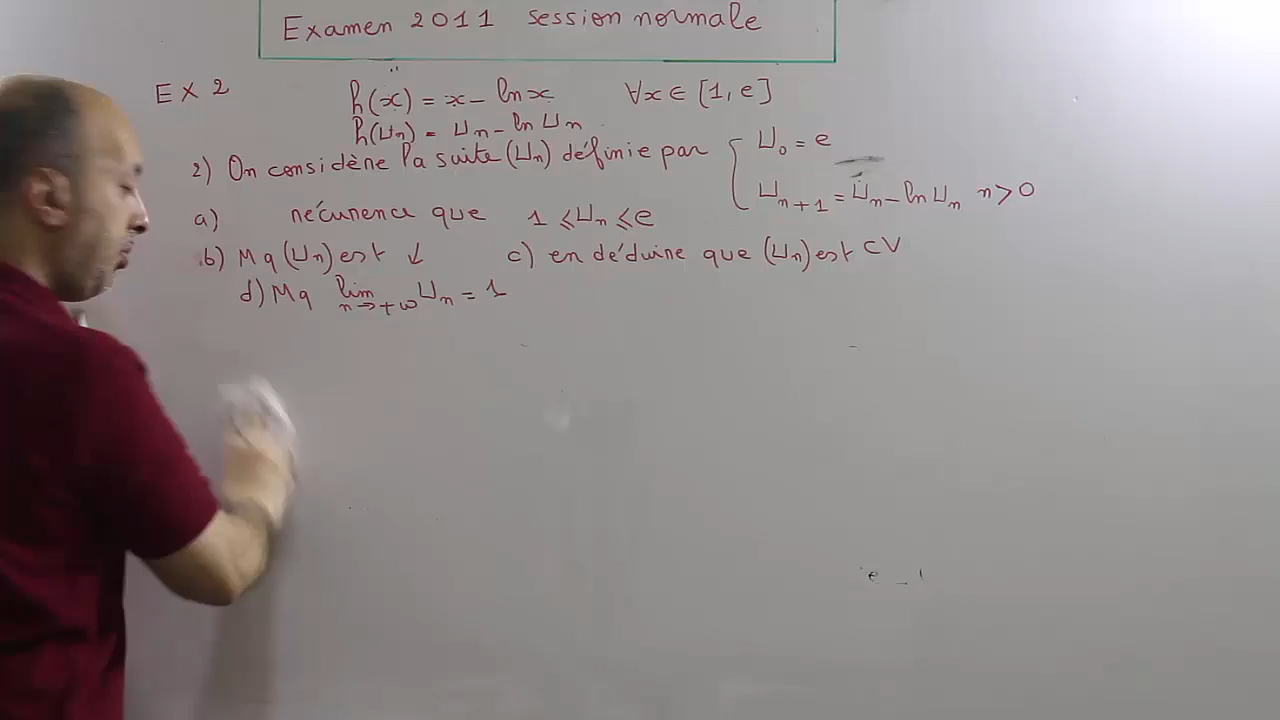 Examen 2011 session normale
EX 2 h(x) = x - ln x ∀x ∈ [1, e]
h(Un) = Un - ln Un
2) On considère la suite (Un) définie par { U0 = e
Un+1 = Un - ln Un n > 0
a) récurence que 1 ≤ Un ≤ e
b) Mq (Un) est ↓ c) en déduire que (Un) est CV
d) Mq lim n→+∞ Un = 1
e - 1